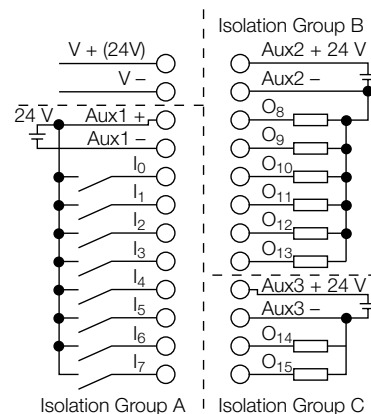 Isolation Group B
V + (24V)
V –
24 V
Aux1 +
Aux1 –
I0
I1
I2
I3
I4
I5
I6
I7
Isolation Group A
Aux2 + 24 V
Aux2 –
O8
O9
O10
O11
O12
O13
Aux3 + 24 V
Aux3 –
O14
O15
Isolation Group C